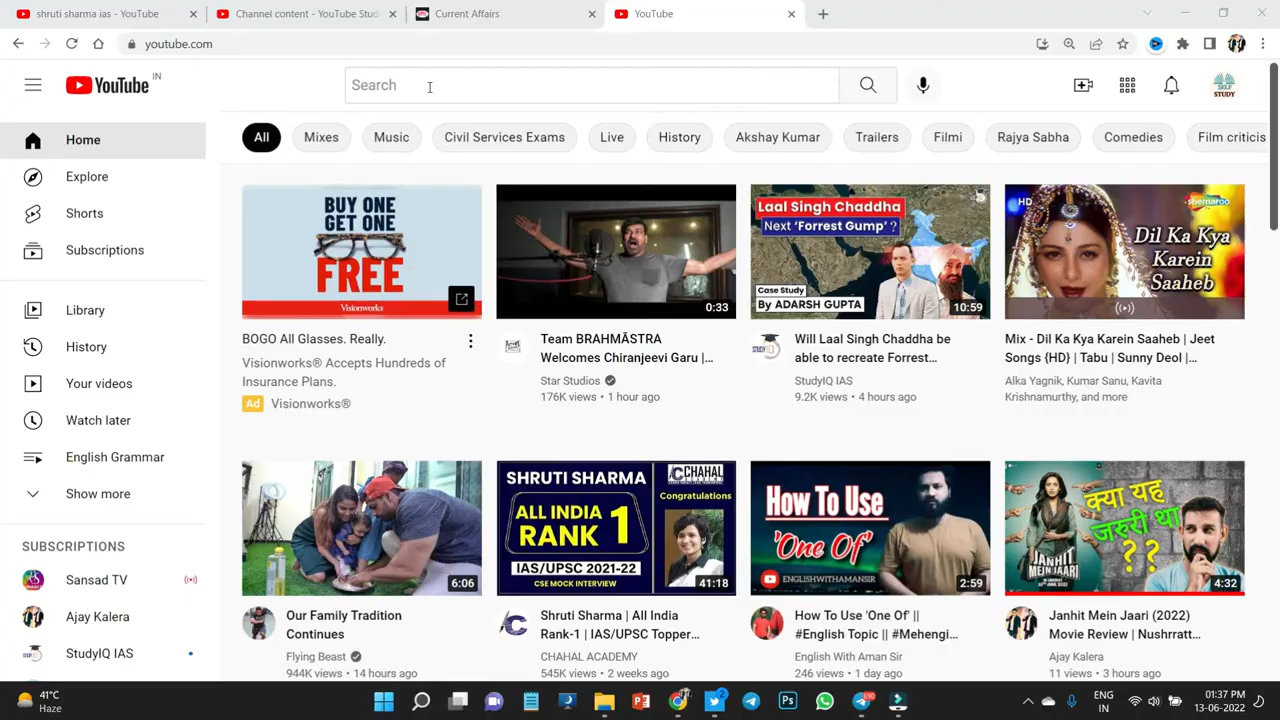 shruti sharma ias - YouTube
Channel content - YouTube Stud
Current Affairs
YouTube
youtube.com
YouTube IN
Search
SELF STUDY
All
Mixes
Music
Civil Services Exams
Live
History
Akshay Kumar
Trailers
Filmi
Rajya Sabha
Comedies
Film criticis
Home
Explore
Shorts
Subscriptions
Library
History
Your videos
Watch later
English Grammar
Show more
SUBSCRIPTIONS
Sansad TV
Ajay Kalera
StudyIQ IAS
BUY ONE
GET ONE
FREE
Visionworks
BOGO All Glasses. Really.
Visionworks® Accepts Hundreds of
Insurance Plans.
Ad Visionworks®
0:33
Team BRAHMĀSTRA
Welcomes Chiranjeevi Garu |...
Star Studios
176K views • 1 hour ago
Laal Singh Chaddha
Next ‘Forrest Gump’ ?
Case Study
By ADARSH GUPTA
10:59
Will Laal Singh Chaddha be
able to recreate Forrest...
StudyIQ IAS
9.2K views • 4 hours ago
HD
shemaroo
Dil Ka Kya
Karein
Saaheb
Mix - Dil Ka Kya Karein Saaheb | Jeet
Songs {HD} | Tabu | Sunny Deol |...
Alka Yagnik, Kumar Sanu, Kavita
Krishnamurthy, and more
6:06
Our Family Tradition
Continues
Flying Beast
944K views • 14 hours ago
SHRUTI SHARMA
ALL INDIA
RANK 1
IAS/UPSC 2021-22
CSE MOCK INTERVIEW
CHAHAL
ACADEMY
Congratulations
41:18
Shruti Sharma | All India
Rank-1 | IAS/UPSC Topper...
CHAHAL ACADEMY
545K views • 2 weeks ago
How To Use
'One Of'
ENGLISHWITHAMANSIR
2:59
How To Use 'One Of' ||
#English Topic || #Mehengi...
English With Aman Sir
246 views • 1 day ago
क्या यह
जरुरी था
??
JANHIT
MEIN JAARI
4:32
Janhit Mein Jaari (2022)
Movie Review | Nushrratt...
Ajay Kalera
11 views • 3 hours ago
41°C
Haze
ENG
IN
01:37 PM
13-06-2022